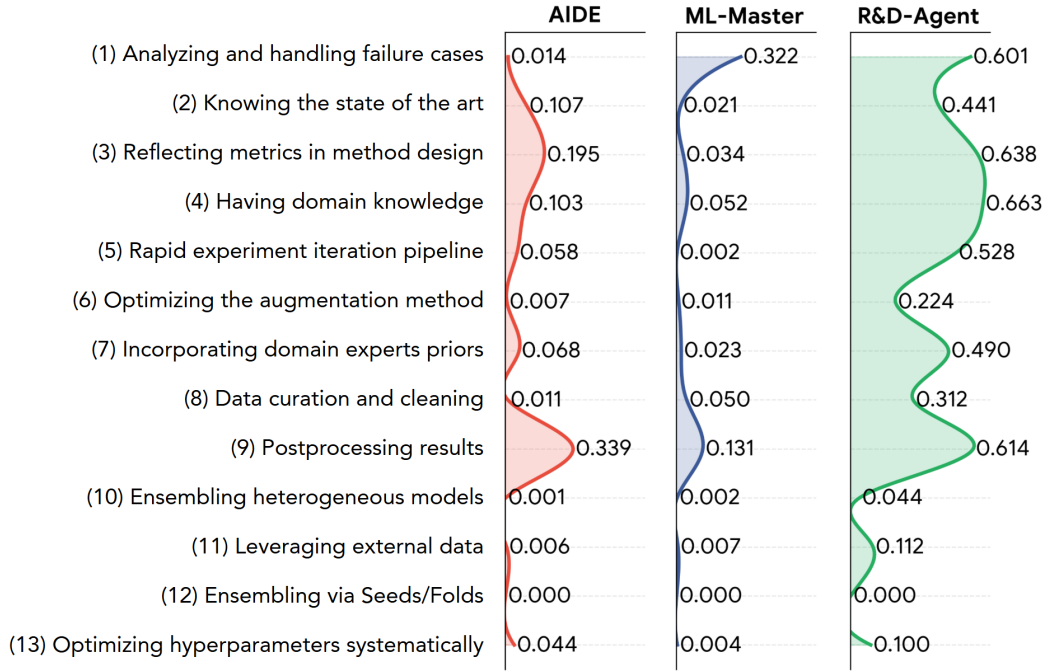 AIDE ML-Master R&D-Agent
(1) Analyzing and handling failure cases 0.014 0.322 0.601
(2) Knowing the state of the art 0.107 0.021 0.441
(3) Reflecting metrics in method design 0.195 0.034 0.638
(4) Having domain knowledge 0.103 0.052 0.663
(5) Rapid experiment iteration pipeline 0.058 0.002 0.528
(6) Optimizing the augmentation method 0.007 0.011 0.224
(7) Incorporating domain experts priors 0.068 0.023 0.490
(8) Data curation and cleaning 0.011 0.050 0.312
(9) Postprocessing results 0.339 0.131 0.614
(10) Ensembling heterogeneous models 0.001 0.002 0.044
(11) Leveraging external data 0.006 0.007 0.112
(12) Ensembling via Seeds/Folds 0.000 0.000 0.000
(13) Optimizing hyperparameters systematically 0.044 0.004 0.100